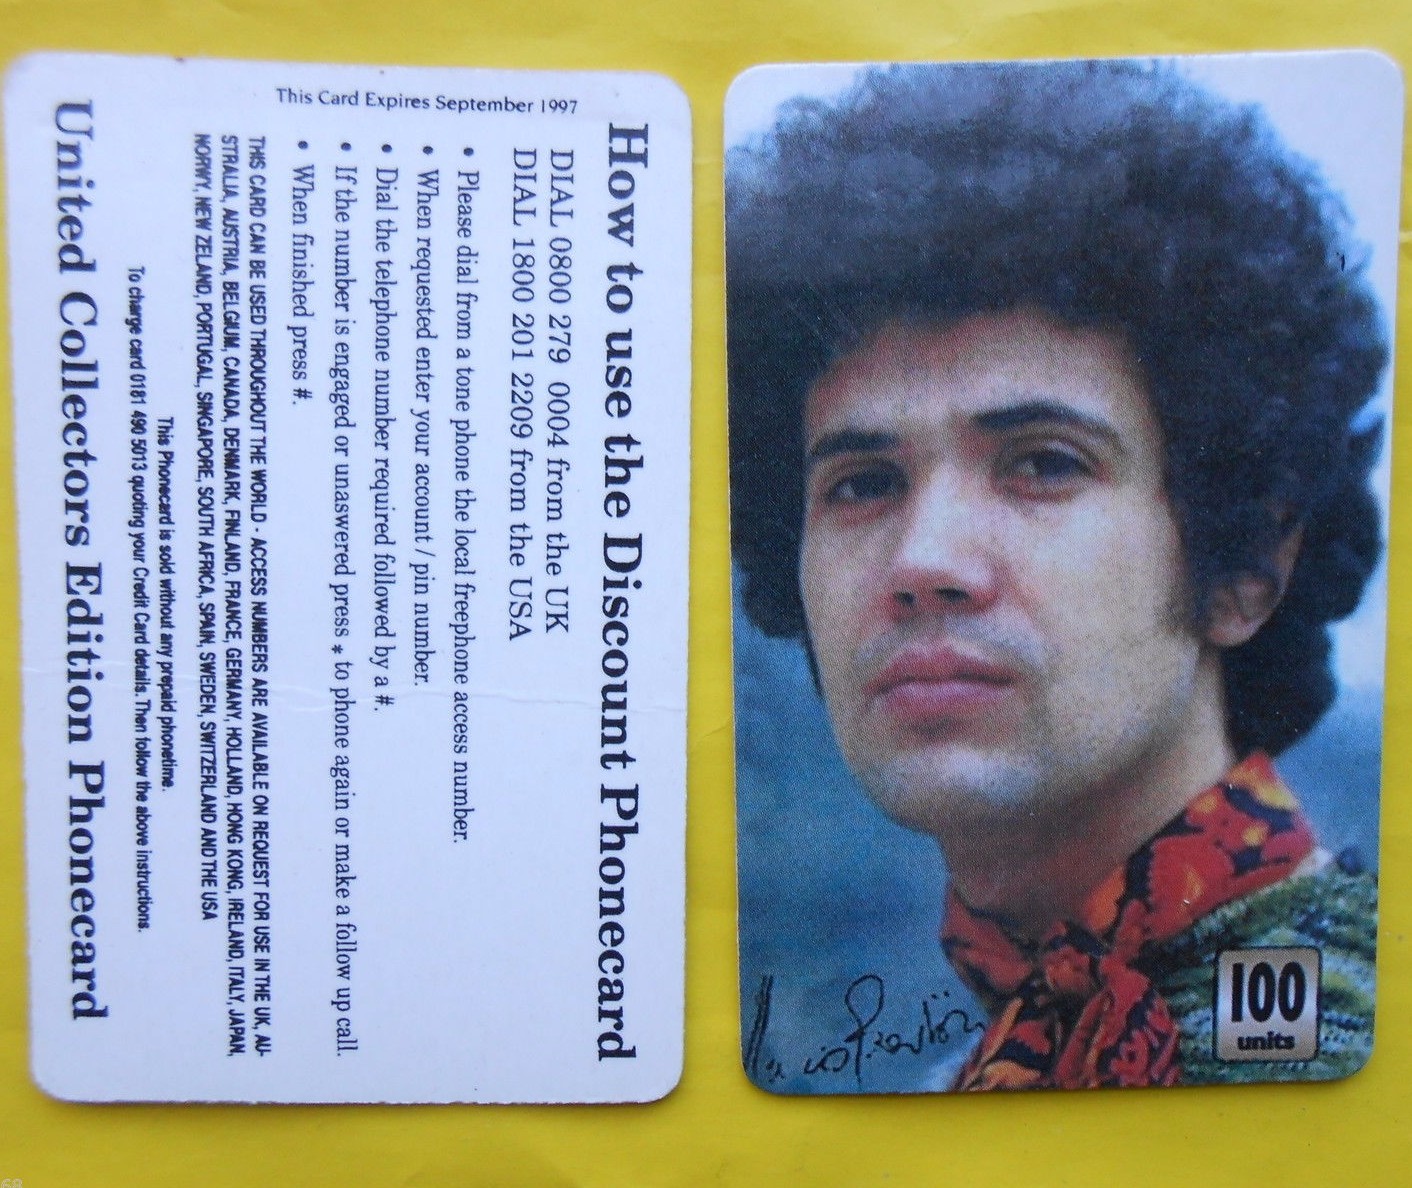 This Card Expires September 1997
How to use the Discount Phonecard
DIAL 0800 279 0004 from the UK
DIAL 1800 201 2209 from the USA
• Please dial from a tone phone the local freephone access number.
• When requested enter your account / pin number.
• Dial the telephone number required followed by a #.
• If the number is engaged or unaswered press * to phone again or make a follow up call.
• When finished press #.
THIS CARD CAN BE USED THROUGHOUT THE WORLD - ACCESS NUMBERS ARE AVAILABLE ON REQUEST FOR USE IN THE UK, AU-
STRALIA, AUSTRIA, BELGIUM, CANADA, DENMARK, FINLAND, FRANCE, GERMANY, HOLLAND, HONG KONG, IRELAND, ITALY, JAPAN,
NORWY, NEW ZELAND, PORTUGAL, SINGAPORE, SOUTH AFRICA, SPAIN, SWEDEN, SWITZERLAND AND THE USA
This Phonecard is sold without any prepaid phonetime.
To charge card 0181 490 5013 quoting your Credit Card details. Then follow the above instructions.
United Collectors Edition Phonecard
100
units
68